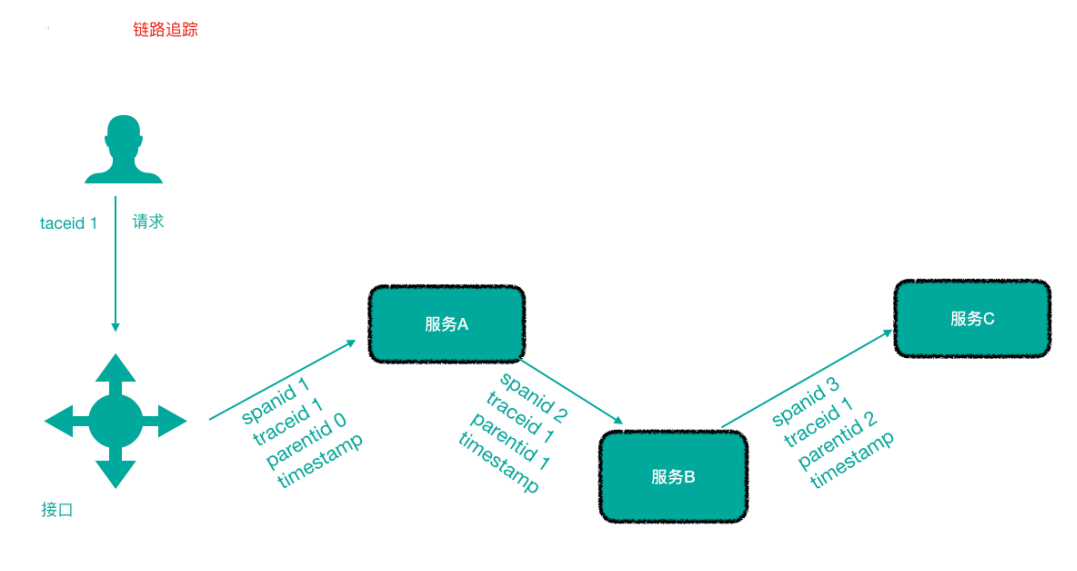 链路追踪
taceid 1
请求
接口
spanid 1
traceid 1
parentid 0
timestamp
服务A
spanid 2
traceid 1
parentid 1
timestamp
服务B
spanid 3
traceid 1
parentid 2
timestamp
服务C